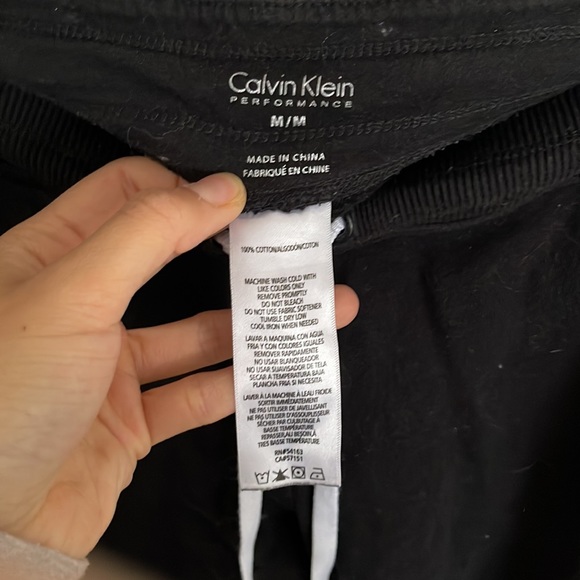 Calvin Klein
PERFORMANCE
M/M
MADE IN CHINA
FABRIQUÉ EN CHINE
100% COTTON/ALGODÓN/COTON
MACHINE WASH COLD WITH
LIKE COLORS ONLY
REMOVE PROMPTLY
DO NOT BLEACH
DO NOT USE FABRIC SOFTENER
TUMBLE DRY LOW
COOL IRON WHEN NEEDED
LAVAR A MAQUINA CON AGUA
FRIA Y CON COLORES IGUALES
REMOVER RAPIDAMENTE
NO USAR BLANQUEADOR
NO USAR SUAVISADOR DE TELA
SECAR A TEMPERATURA BAJA
PLANCHA FRIA SI NECESITA
LAVER À LA MACHINE À LEAU FROIDE
SORTIR IMMÉDIATEMENT
NE PAS UTILISER DE JAVELLISANT
NE PAS UTILISER D'ASSOUPLISSEUR
SÉCHER PAR CULBUTAGE À
BASSE TEMPÉRATURE
REPASSER,AU BESOIN À
TRÈS BASSE TEMPÉRATURE
RN#54163
CA#57151